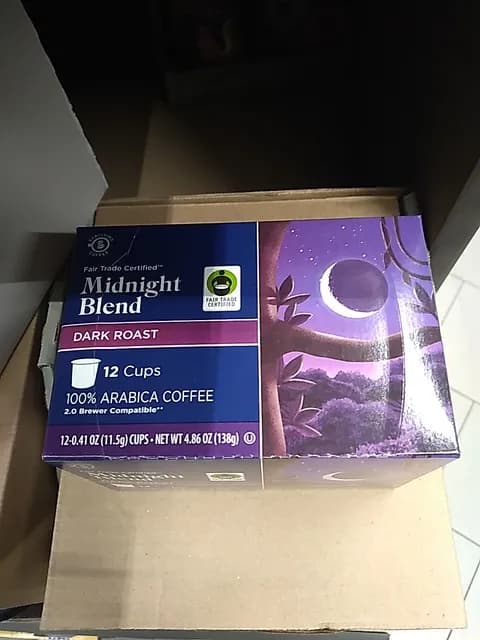 Fair Trade Certified™
Midnight
Blend
FAIR TRADE
CERTIFIED
DARK ROAST
12 Cups
100% ARABICA COFFEE
2.0 Brewer Compatible**
12-0.41 OZ (11.5g) CUPS • NET WT 4.86 OZ (138g) U
Midnight